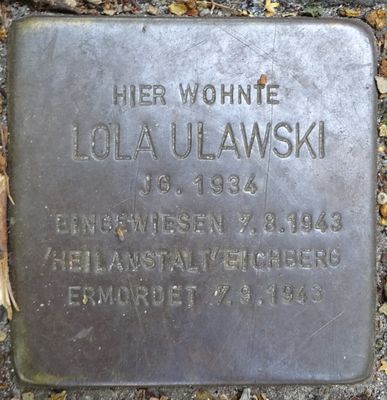 HIER WOHNTE
LOLA ULAWSKI
JG. 1934
EINGEWIESEN 7.8.1943
'HEILANSTALT' EICHBERG
ERMORDET 7.9.1943